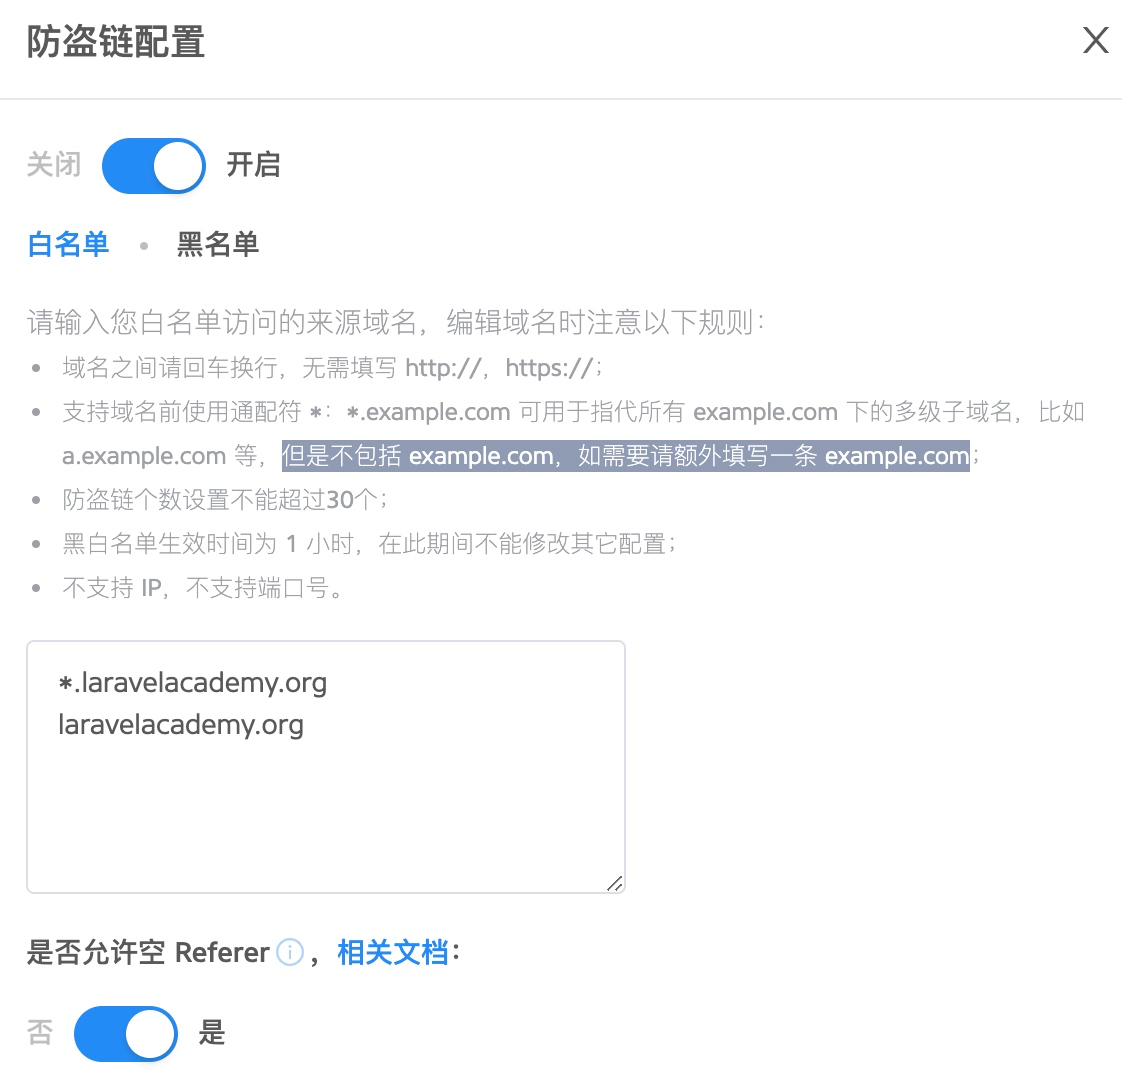 防盗链配置
关闭 开启
白名单 • 黑名单
请输入您白名单访问的来源域名，编辑域名时注意以下规则：
• 域名之间请回车换行，无需填写 http://，https://；
• 支持域名前使用通配符 *：*.example.com 可用于指代所有 example.com 下的多级子域名，比如
a.example.com 等，但是不包括 example.com，如需要请额外填写一条 example.com；
• 防盗链个数设置不能超过30个；
• 黑白名单生效时间为 1 小时，在此期间不能修改其它配置；
• 不支持 IP，不支持端口号。
*.laravelacademy.org
laravelacademy.org
是否允许空 Referer ，相关文档：
否 是